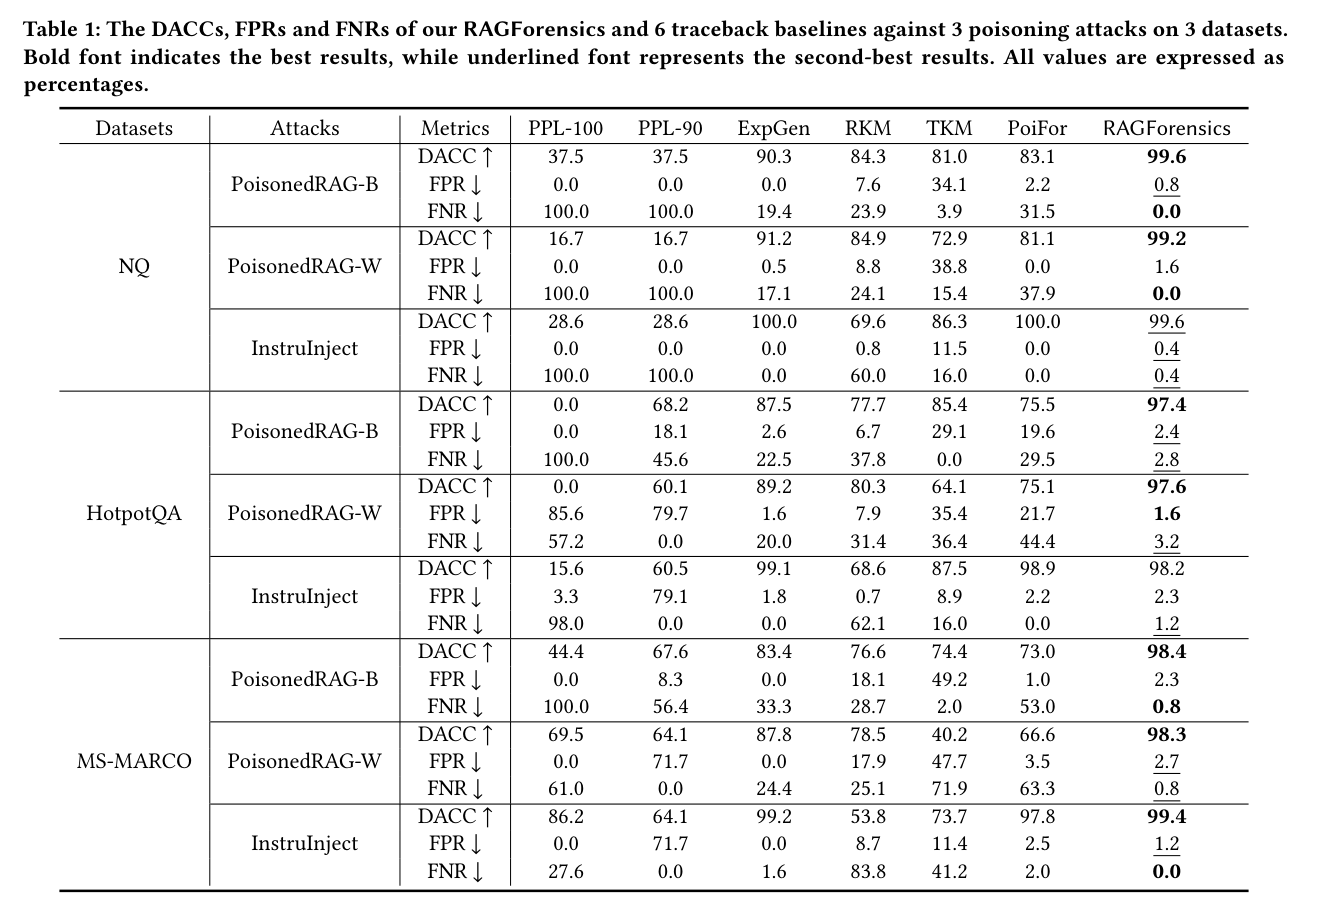 Table 1: The DACCs, FPRs and FNRs of our RAGForensics and 6 traceback baselines against 3 poisoning attacks on 3 datasets.
Bold font indicates the best results, while underlined font represents the second-best results. All values are expressed as
percentages.
Datasets Attacks Metrics PPL-100 PPL-90 ExpGen RKM TKM PoiFor RAGForensics
DACC ↑ 37.5 37.5 90.3 84.3 81.0 83.1 99.6
PoisonedRAG-B FPR ↓ 0.0 0.0 0.0 7.6 34.1 2.2 0.8
FNR ↓ 100.0 100.0 19.4 23.9 3.9 31.5 0.0
DACC ↑ 16.7 16.7 91.2 84.9 72.9 81.1 99.2
NQ PoisonedRAG-W FPR ↓ 0.0 0.0 0.5 8.8 38.8 0.0 1.6
FNR ↓ 100.0 100.0 17.1 24.1 15.4 37.9 0.0
DACC ↑ 28.6 28.6 100.0 69.6 86.3 100.0 99.6
InstruInject FPR ↓ 0.0 0.0 0.0 0.8 11.5 0.0 0.4
FNR ↓ 100.0 100.0 0.0 60.0 16.0 0.0 0.4
DACC ↑ 0.0 68.2 87.5 77.7 85.4 75.5 97.4
PoisonedRAG-B FPR ↓ 0.0 18.1 2.6 6.7 29.1 19.6 2.4
FNR ↓ 100.0 45.6 22.5 37.8 0.0 29.5 2.8
DACC ↑ 0.0 60.1 89.2 80.3 64.1 75.1 97.6
HotpotQA PoisonedRAG-W FPR ↓ 85.6 79.7 1.6 7.9 35.4 21.7 1.6
FNR ↓ 57.2 0.0 20.0 31.4 36.4 44.4 3.2
DACC ↑ 15.6 60.5 99.1 68.6 87.5 98.9 98.2
InstruInject FPR ↓ 3.3 79.1 1.8 0.7 8.9 2.2 2.3
FNR ↓ 98.0 0.0 0.0 62.1 16.0 0.0 1.2
DACC ↑ 44.4 67.6 83.4 76.6 74.4 73.0 98.4
PoisonedRAG-B FPR ↓ 0.0 8.3 0.0 18.1 49.2 1.0 2.3
FNR ↓ 100.0 56.4 33.3 28.7 2.0 53.0 0.8
DACC ↑ 69.5 64.1 87.8 78.5 40.2 66.6 98.3
MS-MARCO PoisonedRAG-W FPR ↓ 0.0 71.7 0.0 17.9 47.7 3.5 2.7
FNR ↓ 61.0 0.0 24.4 25.1 71.9 63.3 0.8
DACC ↑ 86.2 64.1 99.2 53.8 73.7 97.8 99.4
InstruInject FPR ↓ 0.0 71.7 0.0 8.7 11.4 2.5 1.2
FNR ↓ 27.6 0.0 1.6 83.8 41.2 2.0 0.0